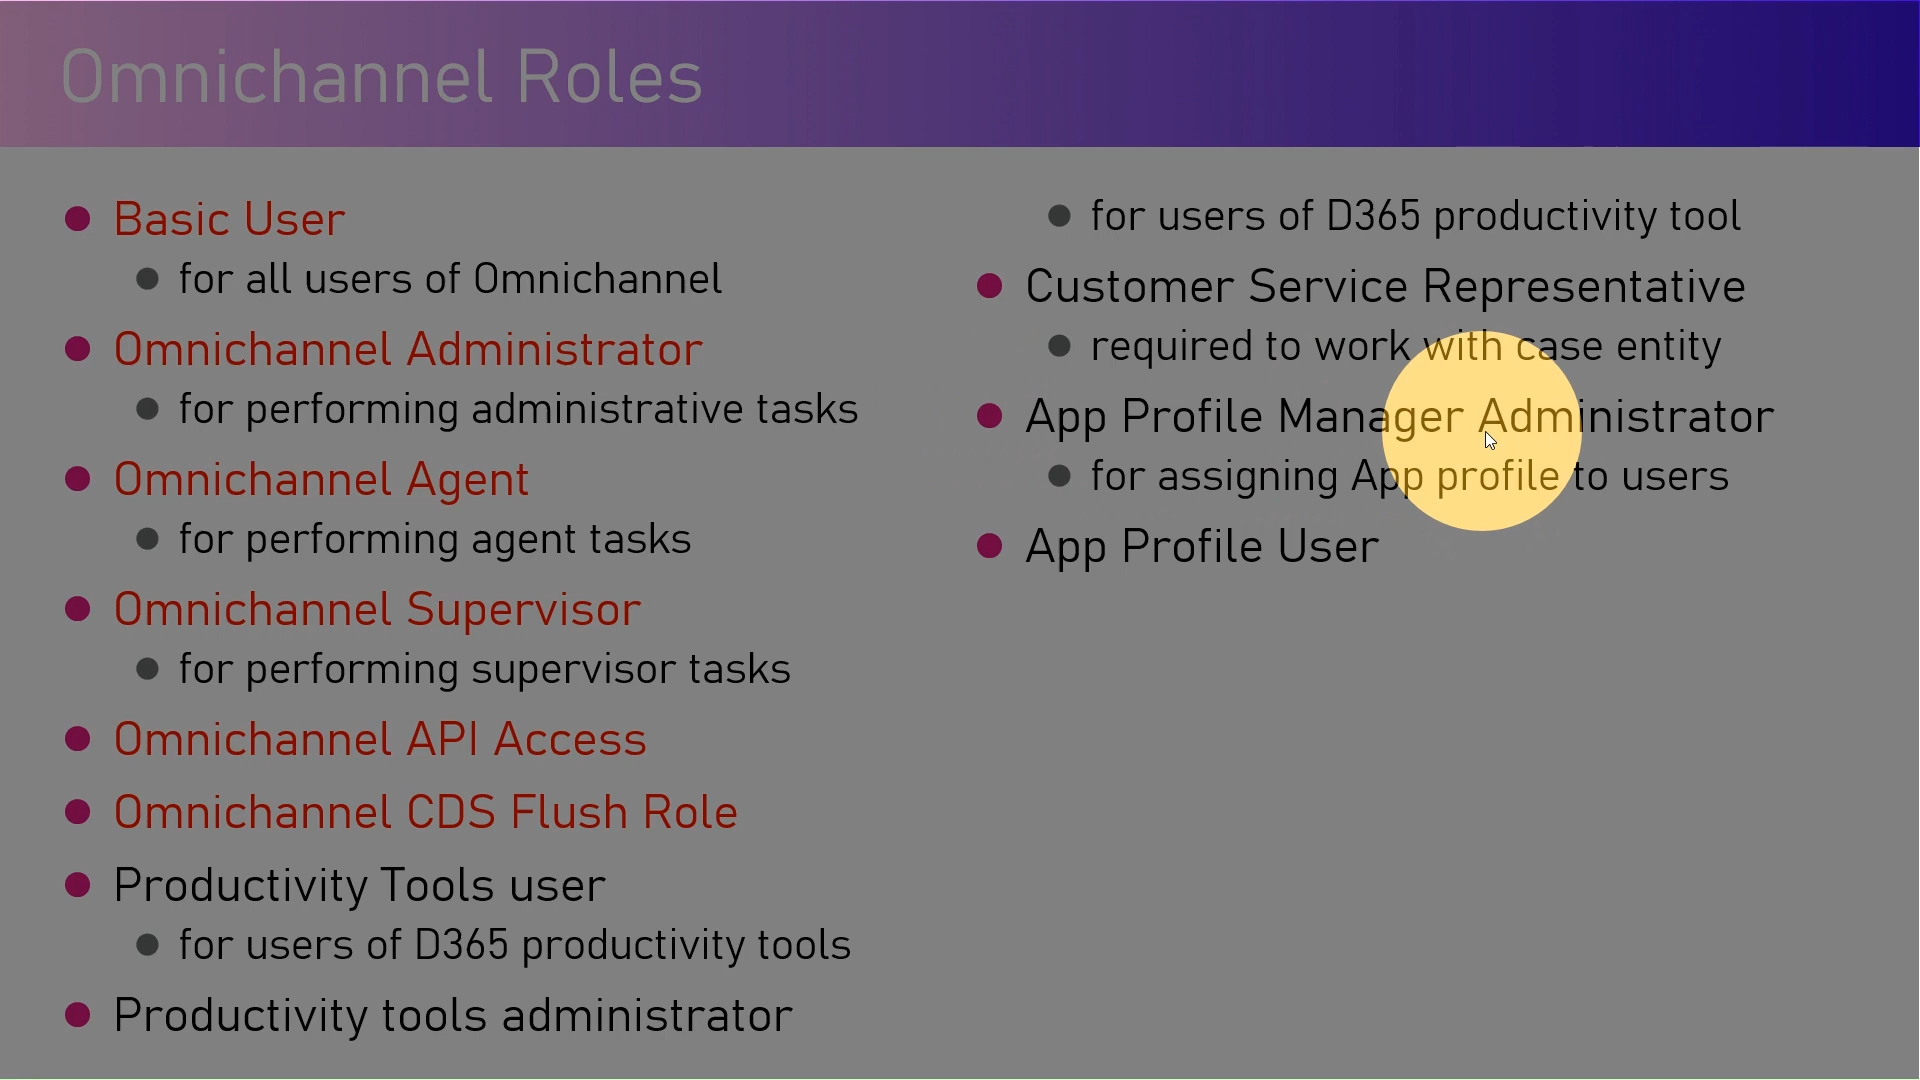 Omnichannel Roles
Basic User
for all users of Omnichannel
Omnichannel Administrator
for performing administrative tasks
Omnichannel Agent
for performing agent tasks
Omnichannel Supervisor
for performing supervisor tasks
Omnichannel API Access
Omnichannel CDS Flush Role
Productivity Tools user
for users of D365 productivity tools
Productivity tools administrator
for users of D365 productivity tool
Customer Service Representative
required to work with case entity
App Profile Manager Administrator
for assigning App profile to users
App Profile User